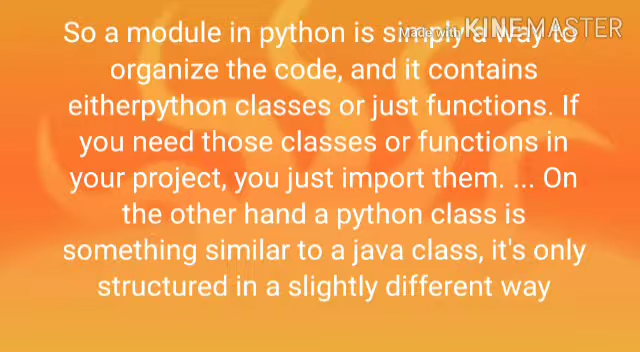 So a module in python is simply a way to
Made with KINEMASTER
organize the code, and it contains
eitherpython classes or just functions. If
you need those classes or functions in
your project, you just import them. ... On
the other hand a python class is
something similar to a java class, it's only
structured in a slightly different way